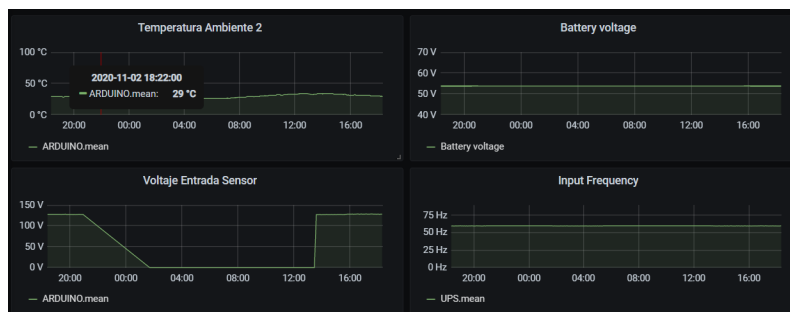 Temperatura Ambiente 2
100 °C
50 °C
0 °C
2020-11-02 18:22:00
ARDUINO.mean: 29 °C
20:00 00:00 04:00 08:00 12:00 16:00
ARDUINO.mean
Battery voltage
70 V
60 V
50 V
40 V
20:00 00:00 04:00 08:00 12:00 16:00
Battery voltage
Voltaje Entrada Sensor
150 V
100 V
50 V
0 V
20:00 00:00 04:00 08:00 12:00 16:00
ARDUINO.mean
Input Frequency
75 Hz
50 Hz
25 Hz
0 Hz
20:00 00:00 04:00 08:00 12:00 16:00
UPS.mean